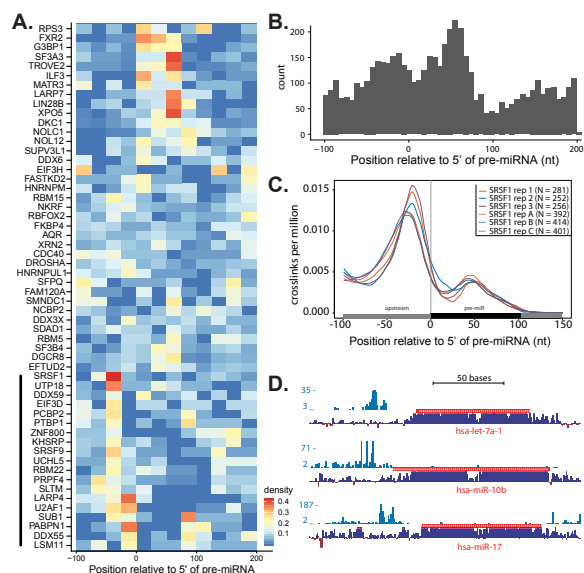 A.
RPS3
FXR2
G3BP1
SF3A3
TROVE2
ILF3
MATR3
LARP7
LIN28B
XPO5
DKC1
NOLC1
NOL12
SUPV3L1
DDX6
EIF3H
FASTKD2
HNRNPM
RBM15
NKRF
RBFOX2
FKBP4
AQR
XRN2
CDC40
DROSHA
HNRNPUL1
SFPQ
FAM120A
SMNDC1
NCBP2
DDX3X
SDAD1
RBM5
SF3B4
DGCR8
EFTUD2
SRSF1
UTP18
DDX59
EIF3D
PCBP2
PTBP1
ZNF800
KHSRP
SRSF9
UCHL5
RBM22
PRPF4
SLTM
LARP4
U2AF1
SUB1
PABPN1
DDX55
LSM11
-100 0 100 200
Position relative to 5' of pre-miRNA
density
0.4
0.3
0.2
0.1
B.
count
200
150
100
50
0
-100 0 100 200
Position relative to 5' of pre-miRNA (nt)
C.
crosslinks per million
0.015
0.010
0.005
0.000
SRSF1 rep 1 (N = 281)
SRSF1 rep 2 (N = 252)
SRSF1 rep 3 (N = 256)
SRSF1 rep A (N = 392)
SRSF1 rep B (N = 414)
SRSF1 rep C (N = 401)
upstream pre-miR
-100 -50 0 50 100 150
Position relative to 5' of pre-miRNA (nt)
D.
50 bases
35 -
3 -
hsa-let-7a-1
71 -
2 -
hsa-miR-10b
187 -
2 -
hsa-miR-17